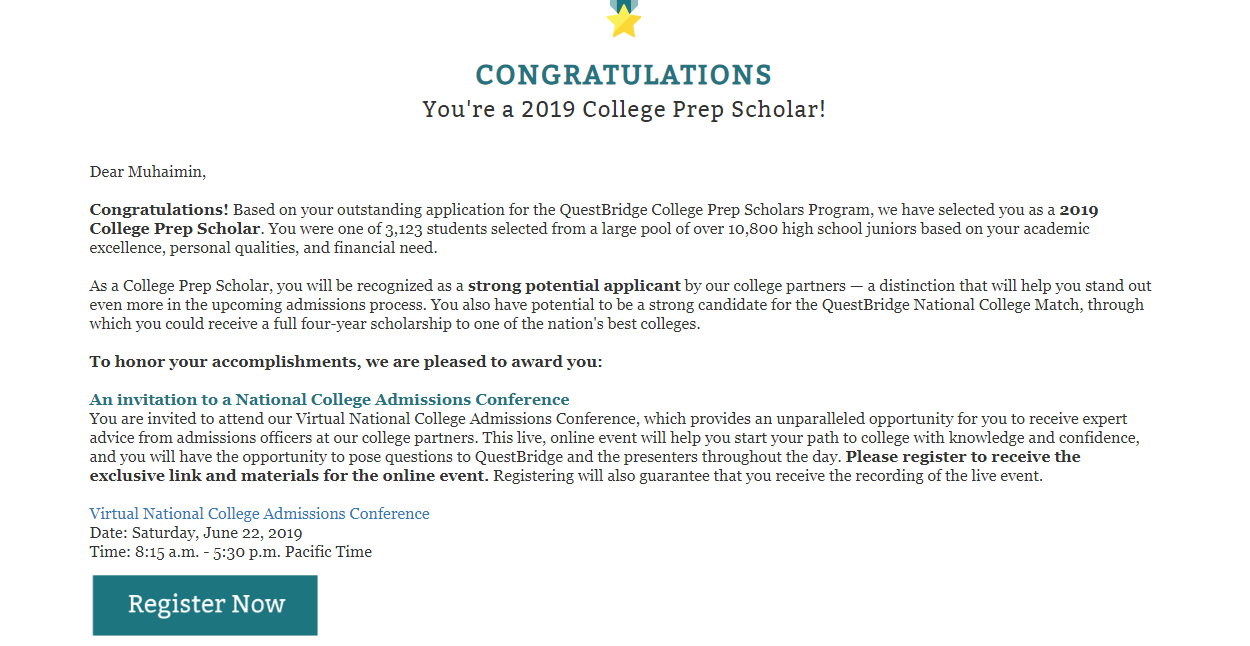 CONGRATULATIONS
You're a 2019 College Prep Scholar!
Dear Muhaimin,
Congratulations! Based on your outstanding application for the QuestBridge College Prep Scholars Program, we have selected you as a 2019
College Prep Scholar. You were one of 3,123 students selected from a large pool of over 10,800 high school juniors based on your academic
excellence, personal qualities, and financial need.
As a College Prep Scholar, you will be recognized as a strong potential applicant by our college partners — a distinction that will help you stand out
even more in the upcoming admissions process. You also have potential to be a strong candidate for the QuestBridge National College Match, through
which you could receive a full four-year scholarship to one of the nation's best colleges.
To honor your accomplishments, we are pleased to award you:
An invitation to a National College Admissions Conference
You are invited to attend our Virtual National College Admissions Conference, which provides an unparalleled opportunity for you to receive expert
advice from admissions officers at our college partners. This live, online event will help you start your path to college with knowledge and confidence,
and you will have the opportunity to pose questions to QuestBridge and the presenters throughout the day. Please register to receive the
exclusive link and materials for the online event. Registering will also guarantee that you receive the recording of the live event.
Virtual National College Admissions Conference
Date: Saturday, June 22, 2019
Time: 8:15 a.m. - 5:30 p.m. Pacific Time
Register Now